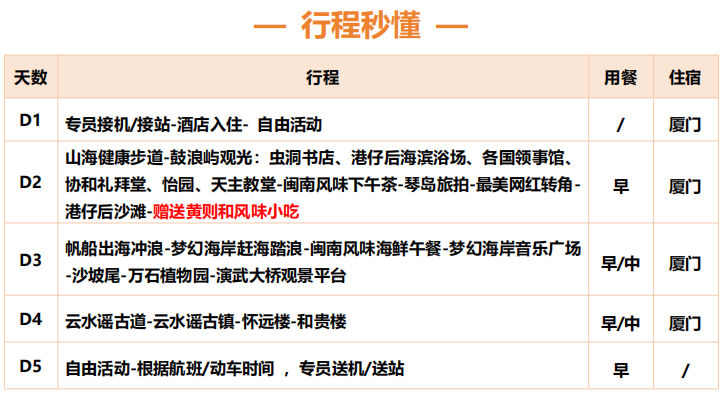 — 行程秒懂 —
天数 行程 用餐 住宿
D1 专员接机/接站-酒店入住- 自由活动 / 厦门
D2 山海健康步道-鼓浪屿观光：虫洞书店、港仔后海滨浴场、各国领事馆、
协和礼拜堂、怡园、天主教堂-闽南风味下午茶-琴岛旅拍-最美网红转角-
港仔后沙滩-赠送黄则和风味小吃 早 厦门
D3 帆船出海冲浪-梦幻海岸赶海踏浪-闽南风味海鲜午餐-梦幻海岸音乐广场
-沙坡尾-万石植物园-演武大桥观景平台 早/中 厦门
D4 云水谣古道-云水谣古镇-怀远楼-和贵楼 早/中 厦门
D5 自由活动-根据航班/动车时间 ，专员送机/送站 早 /